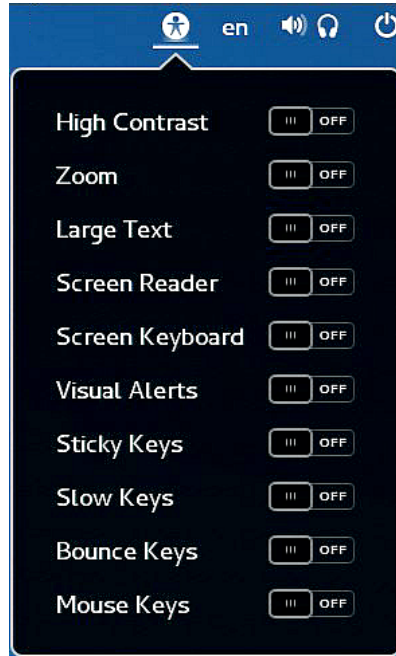 en
High Contrast OFF
Zoom OFF
Large Text OFF
Screen Reader OFF
Screen Keyboard OFF
Visual Alerts OFF
Sticky Keys OFF
Slow Keys OFF
Bounce Keys OFF
Mouse Keys OFF